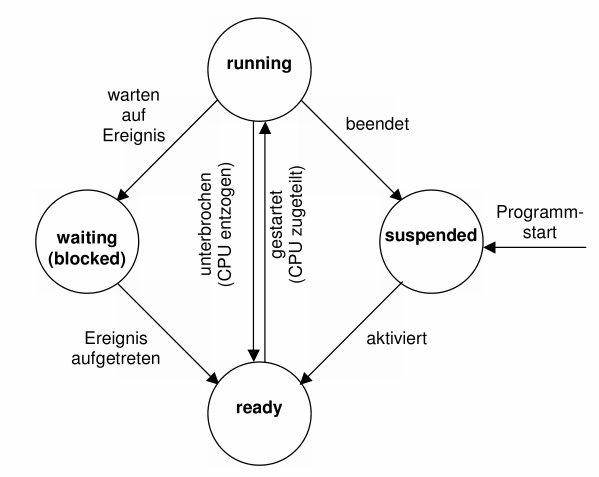 running
warten
auf
Ereignis
beendet
unterbrochen
(CPU entzogen)
gestartet
(CPU zugeteilt)
waiting
(blocked)
suspended
Programm-
start
Ereignis
aufgetreten
aktiviert
ready